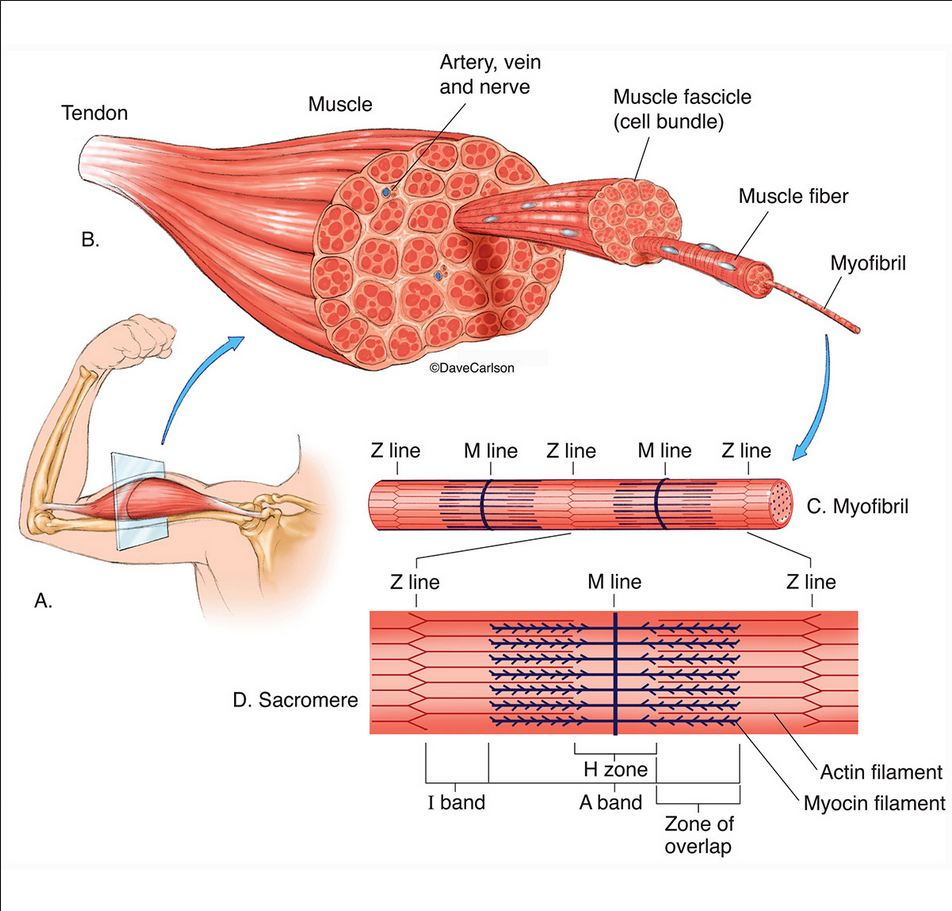 Artery, vein
and nerve
Muscle fascicle
(cell bundle)
Muscle
Tendon
Muscle fiber
B.
Myofibril
©DaveCarlson
Z line
M line
Z line
M line
Z line
C. Myofibril
Z line
M line
Z line
A.
D. Sacromere
H zone
Actin filament
I band
A band
Myocin filament
Zone of
overlap